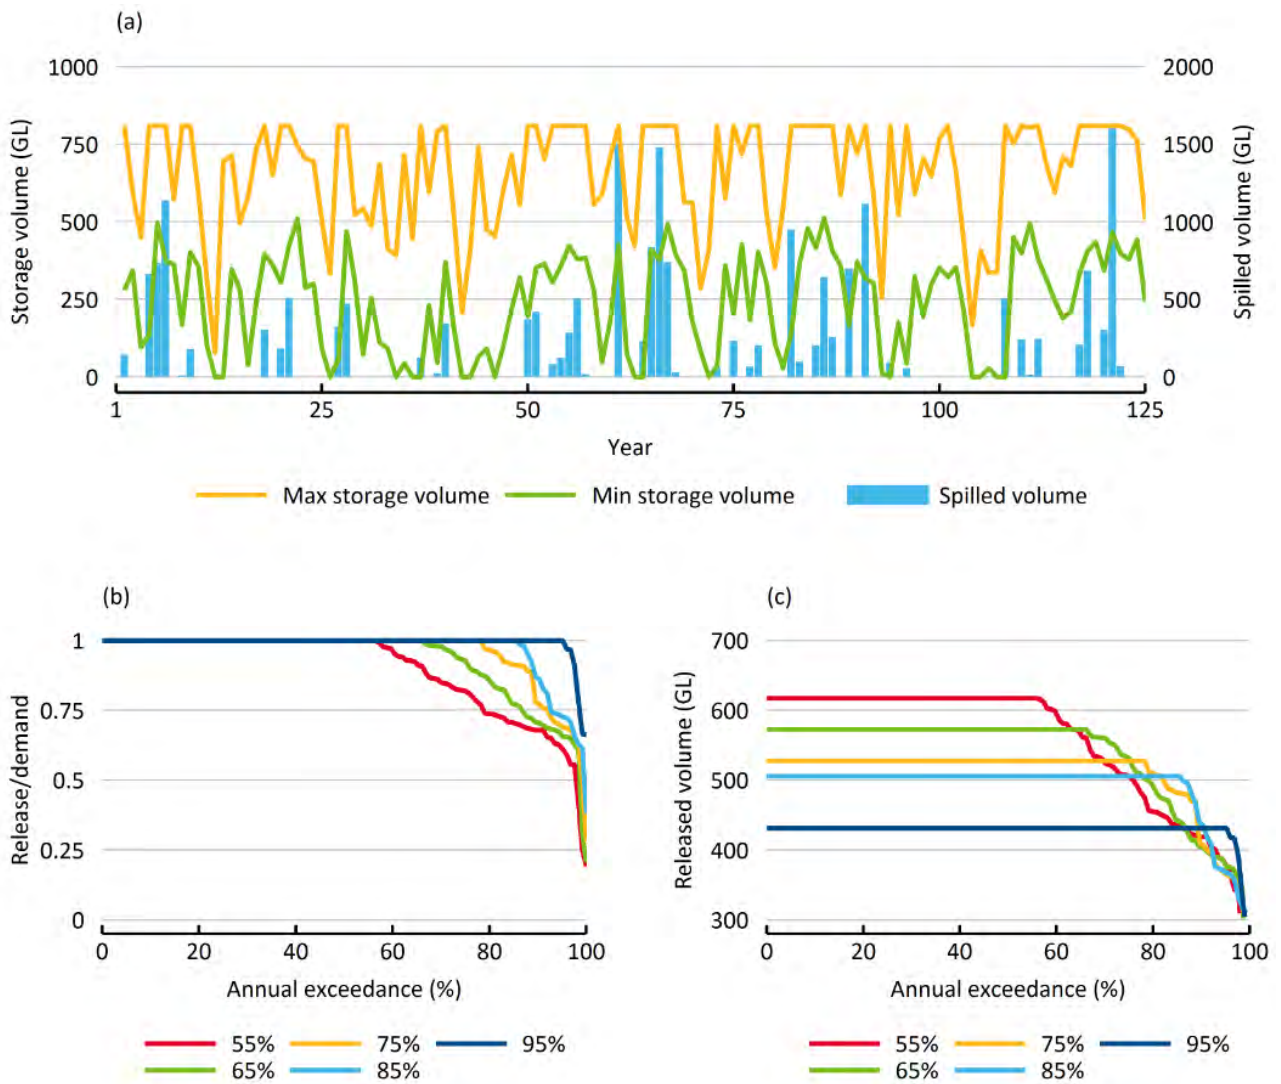 (a)
1000 2000
750 1500
500 1000
250 500
0 0
Storage volume (GL)
Spilled volume (GL)
1 25 50 75 100 125
Year
Max storage volume Min storage volume Spilled volume
(b)
1
0.75
0.5
0.25
0
Release/demand
0 20 40 60 80 100
Annual exceedance (%)
55% 75% 95%
65% 85%
(c)
700
600
500
400
300
Released volume (GL)
0 20 40 60 80 100
Annual exceedance (%)
55% 75% 95%
65% 85%